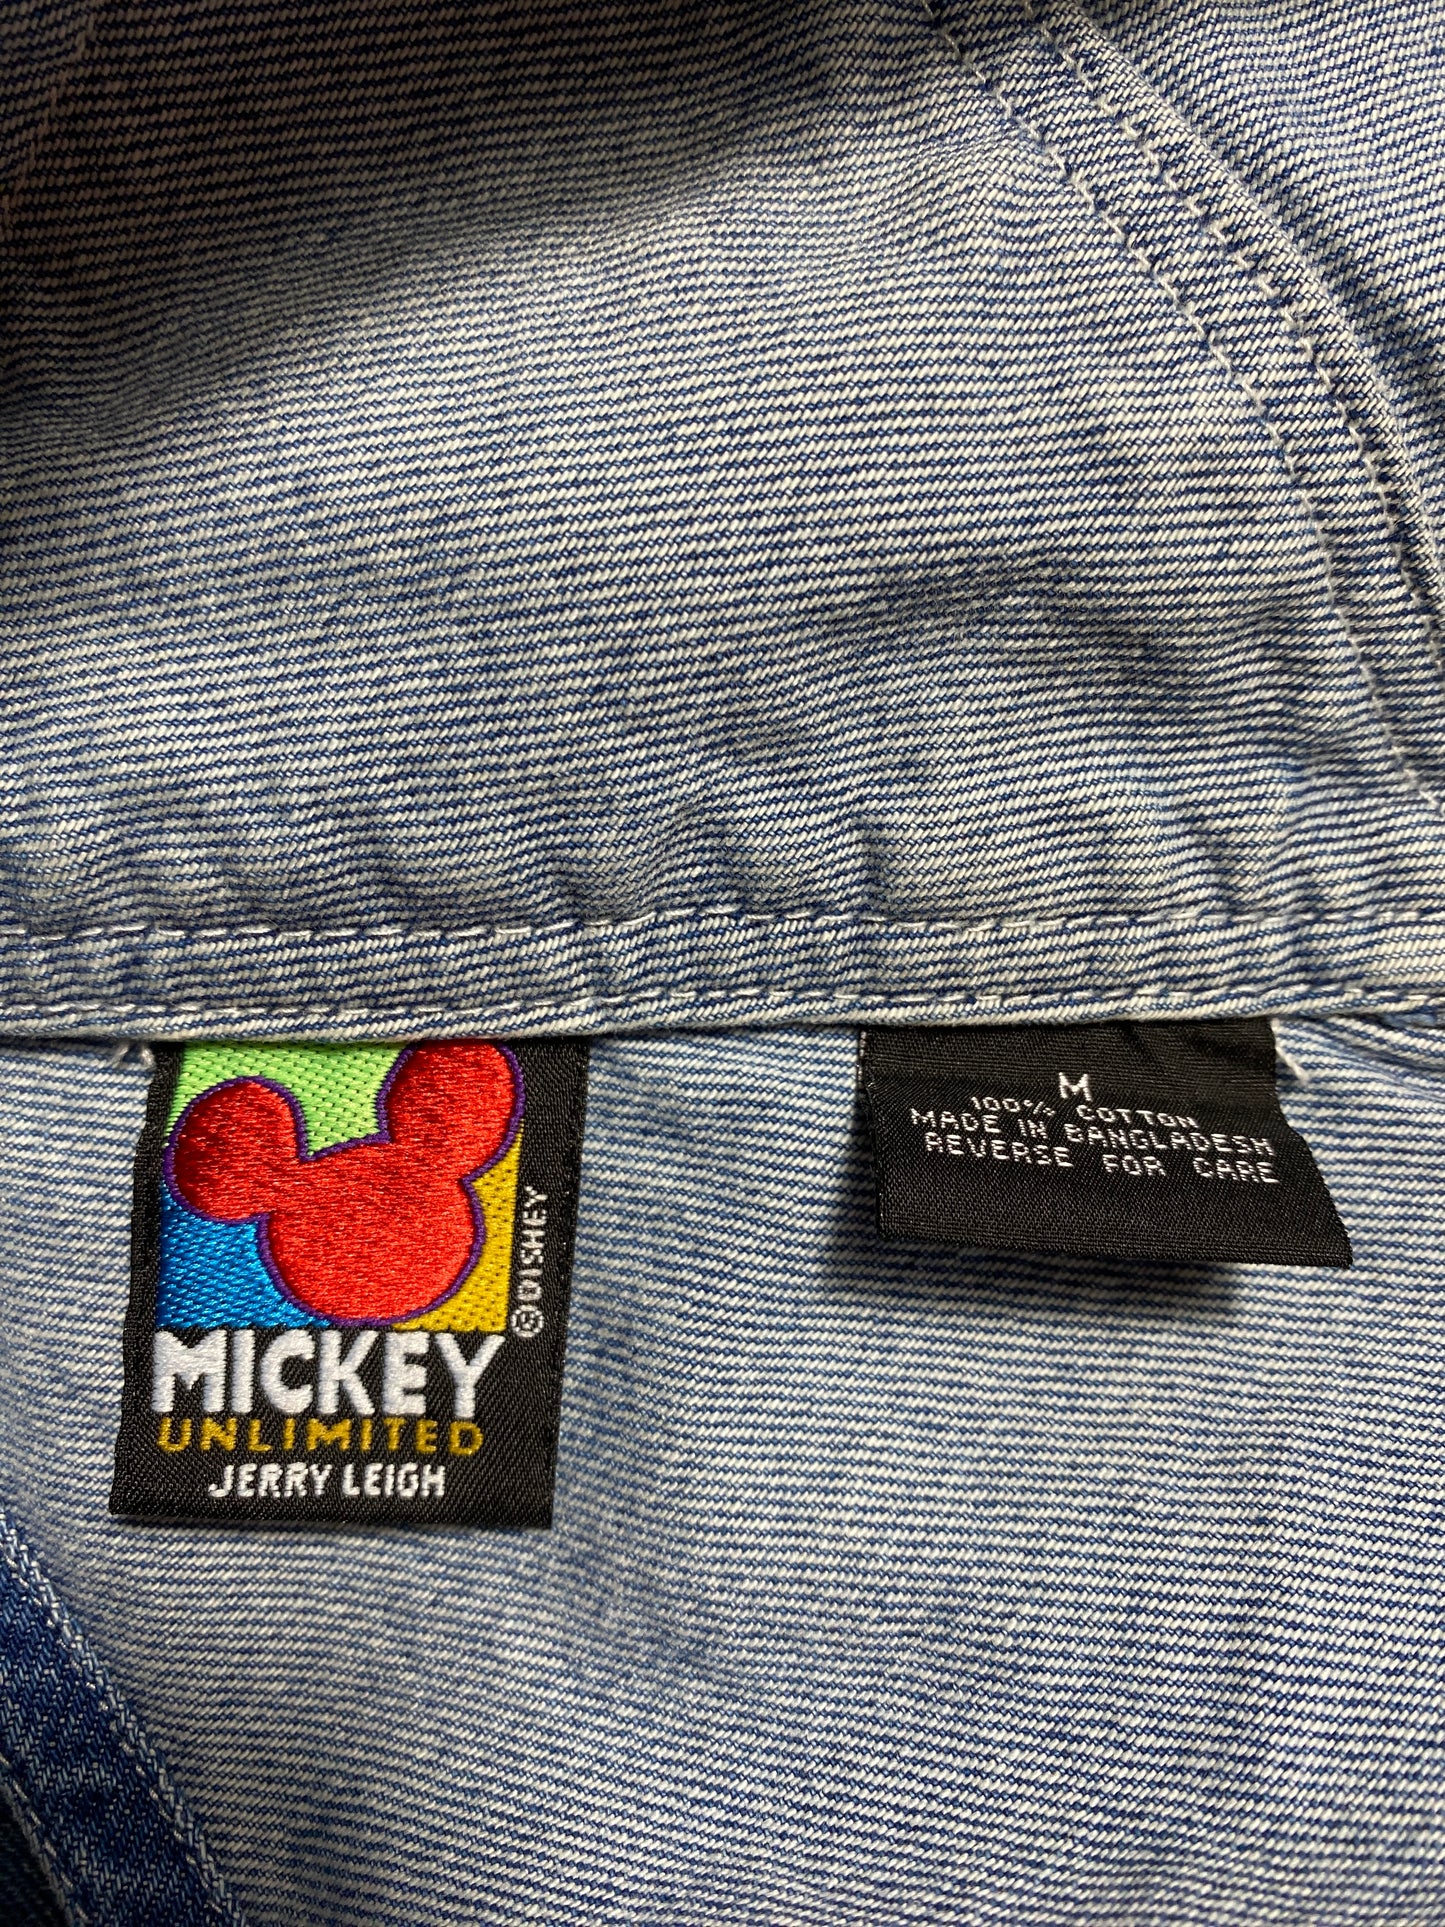 MICKEY
UNLIMITED
JERRY LEIGH
© DISNEY
M
100% COTTON
MADE IN BANGLADESH
REVERSE FOR CARE